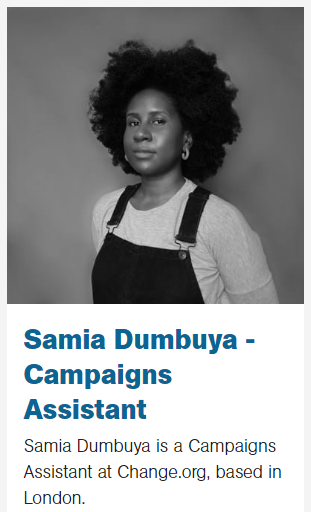 Samia Dumbuya -
Campaigns
Assistant
Samia Dumbuya is a Campaigns
Assistant at Change.org, based in
London.